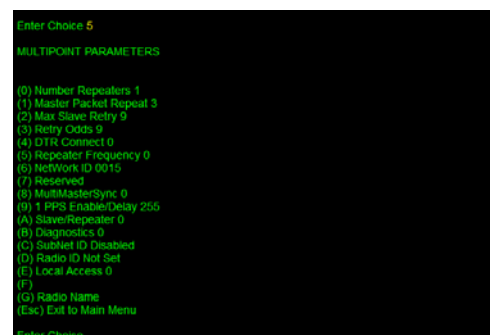 Enter Choice 5
MULTIPOINT PARAMETERS
(0) Number Repeaters 1
(1) Master Packet Repeat 3
(2) Max Slave Retry 9
(3) Retry Odds 9
(4) DTR Connect 0
(5) Repeater Frequency 0
(6) NetWork ID 0015
(7) Reserved
(8) MultiMasterSync 0
(9) 1 PPS Enable/Delay 255
(A) Slave/Repeater 0
(B) Diagnostics 0
(C) SubNet ID Disabled
(D) Radio ID Not Set
(E) Local Access 0
(F)
(G) Radio Name
(Esc) Exit to Main Menu
Enter Choice